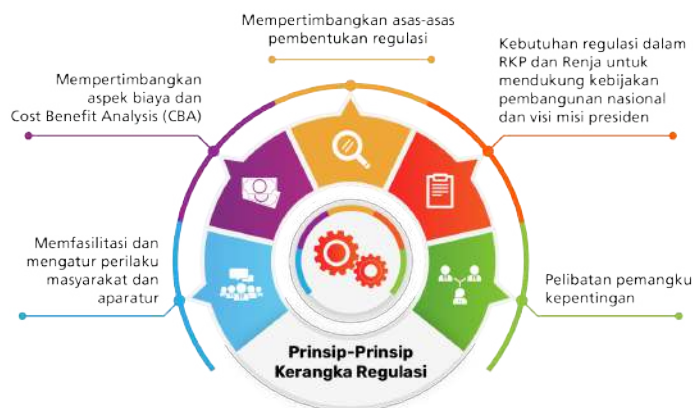 Mempertimbangkan asas-asas
pembentukan regulasi
Mempertimbangkan
aspek biaya dan
Cost Benefit Analysis (CBA)
Kebutuhan regulasi dalam
RKP dan Renja untuk
mendukung kebijakan
pembangunan nasional
dan visi misi presiden
Memfasilitasi dan
mengatur perilaku
masyarakat dan
aparatur
Pelibatan pemangku
kepentingan
Prinsip-Prinsip
Kerangka Regulasi